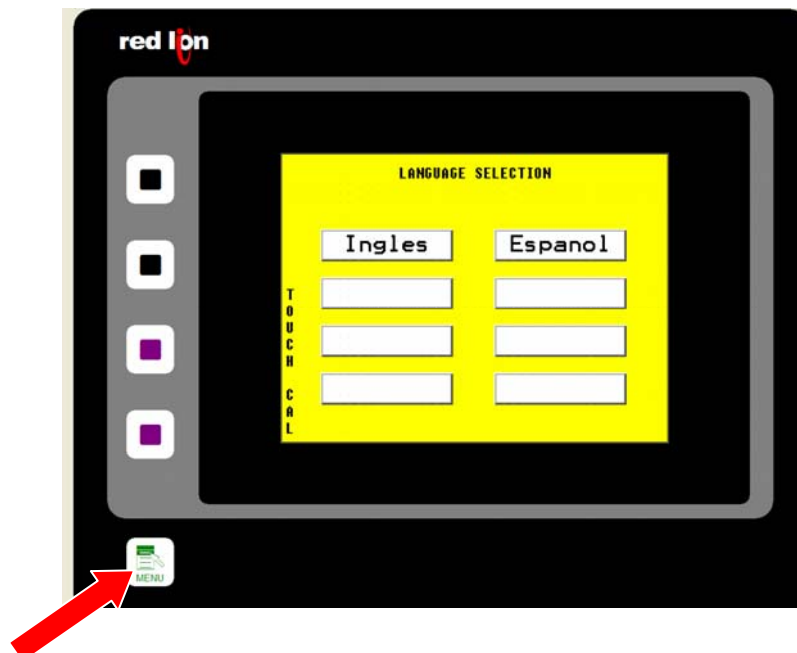 red lion
LANGUAGE SELECTION
Ingles
Espanol
TOUCH CAL
MENU